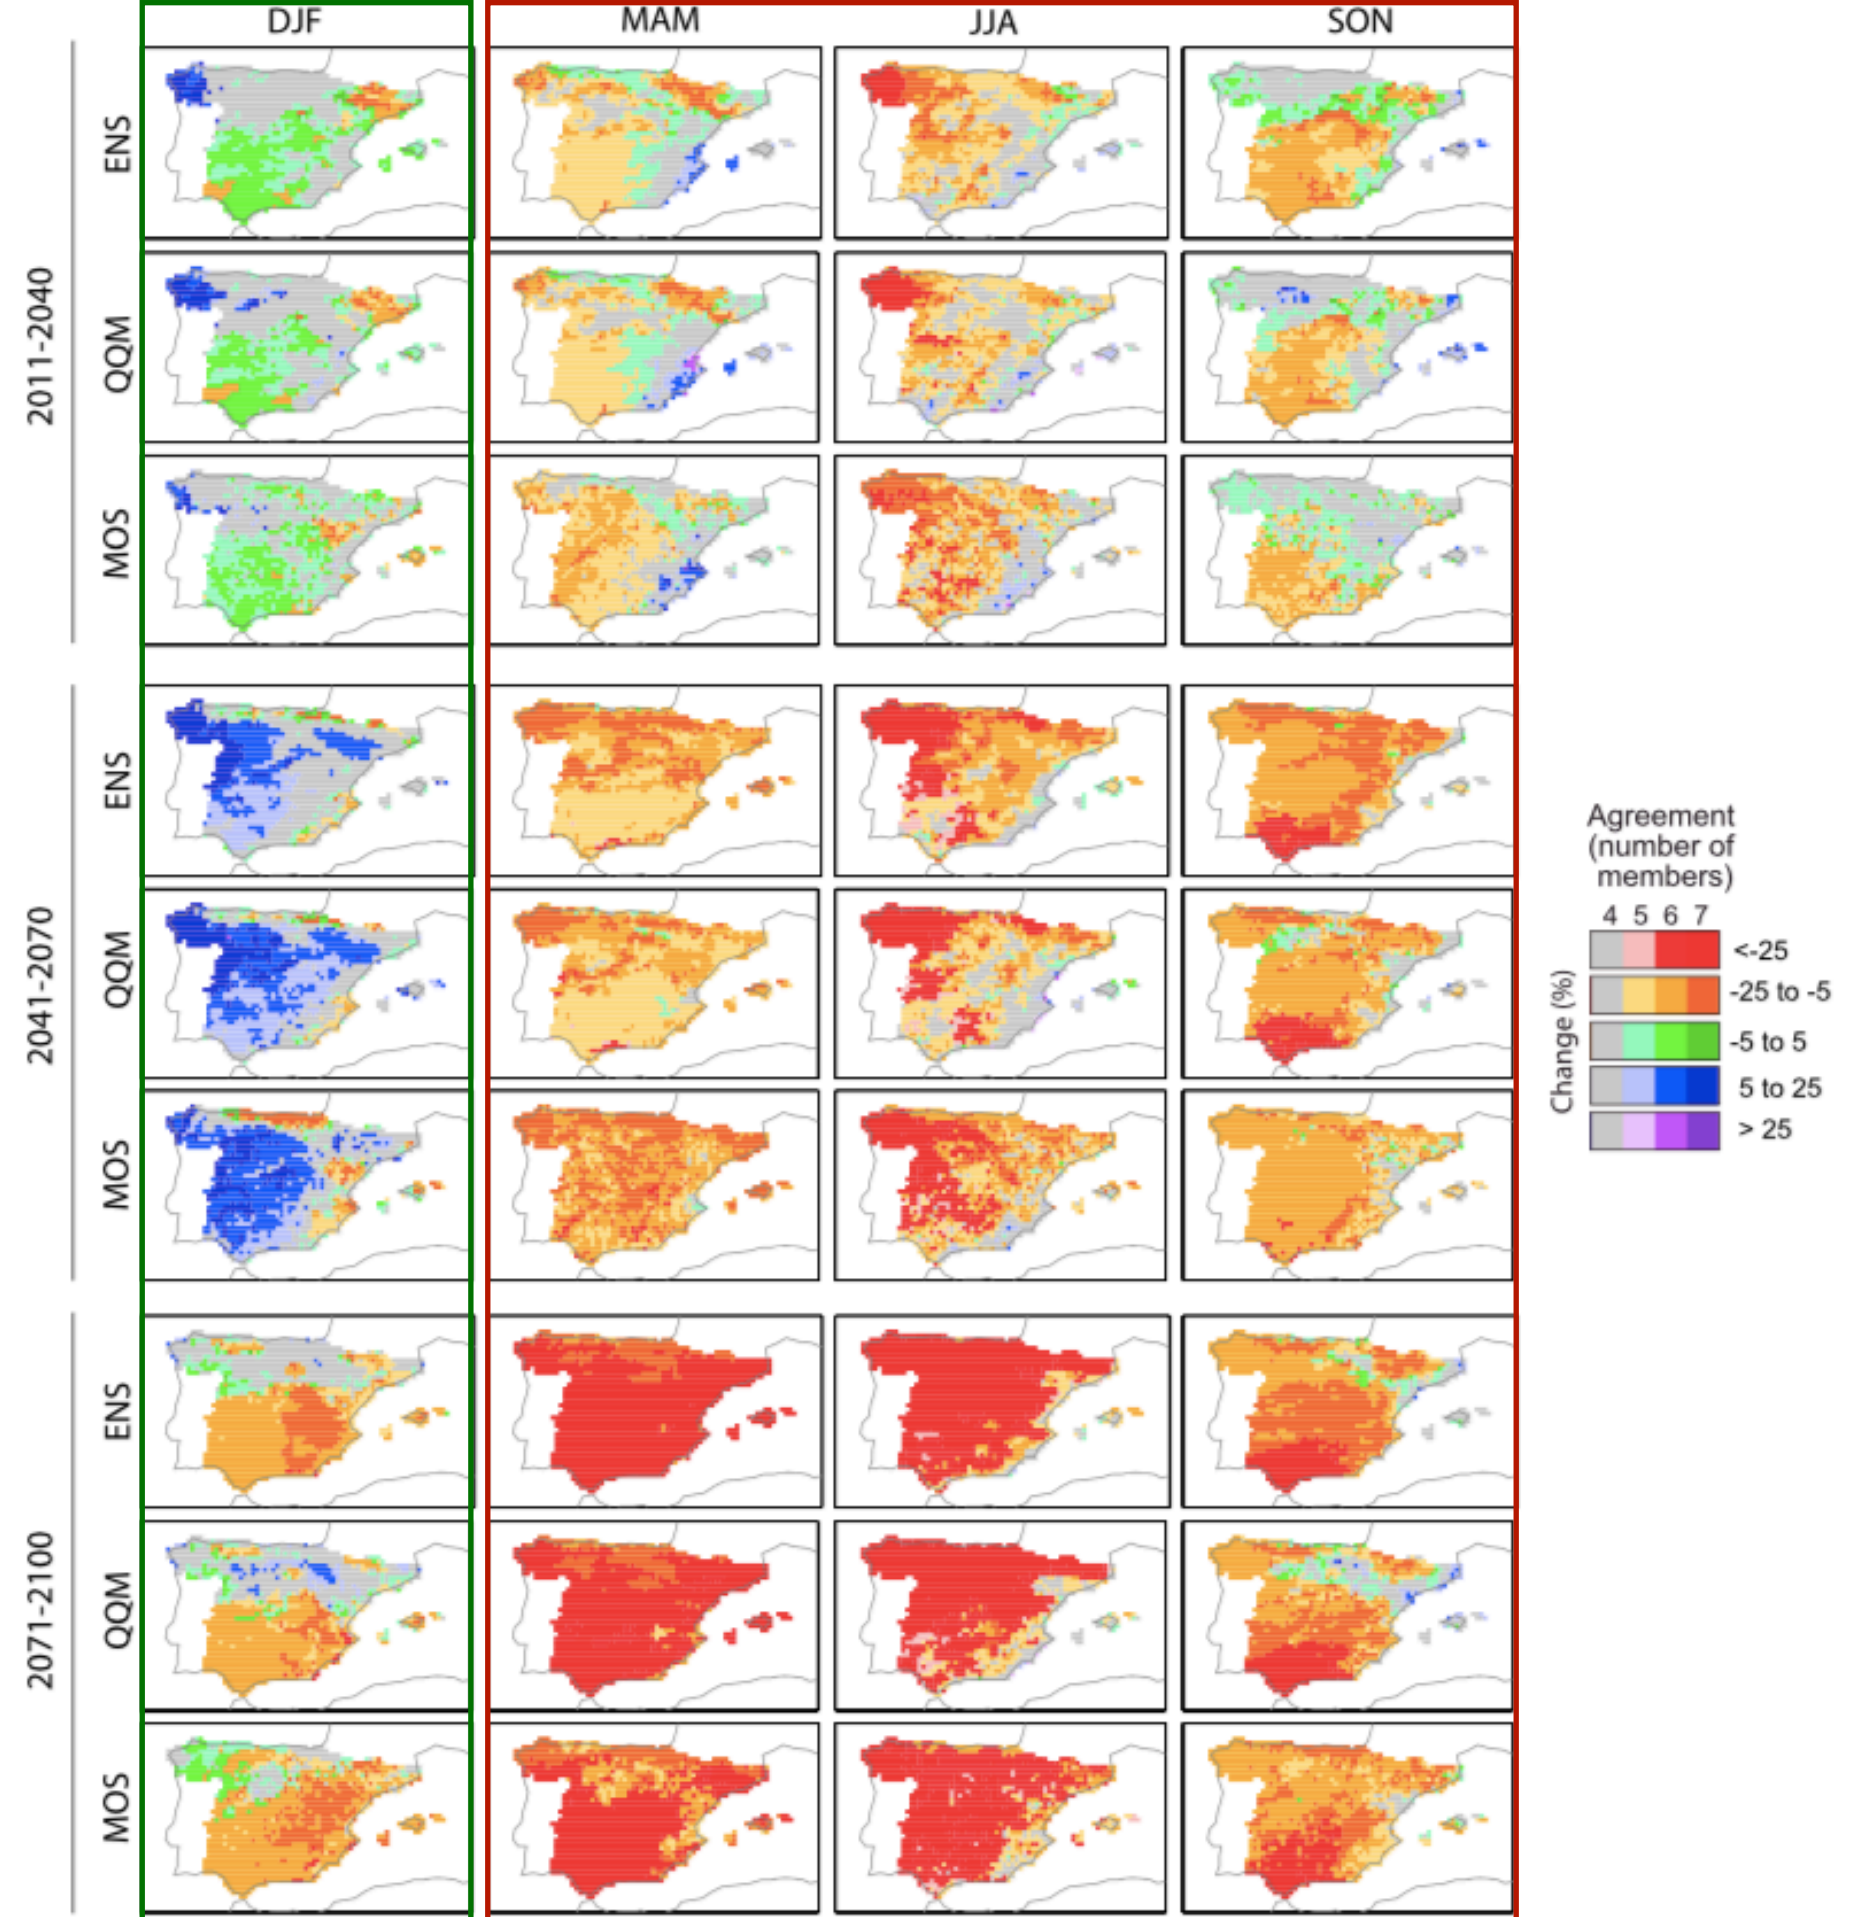 DJF MAM JJA SON
2011-2040
ENS
QQM
MOS
2041-2070
ENS
QQM
MOS
2071-2100
ENS
QQM
MOS
Agreement
(number of
members)
4 5 6 7
Change (%)
<-25
-25 to -5
-5 to 5
5 to 25
> 25